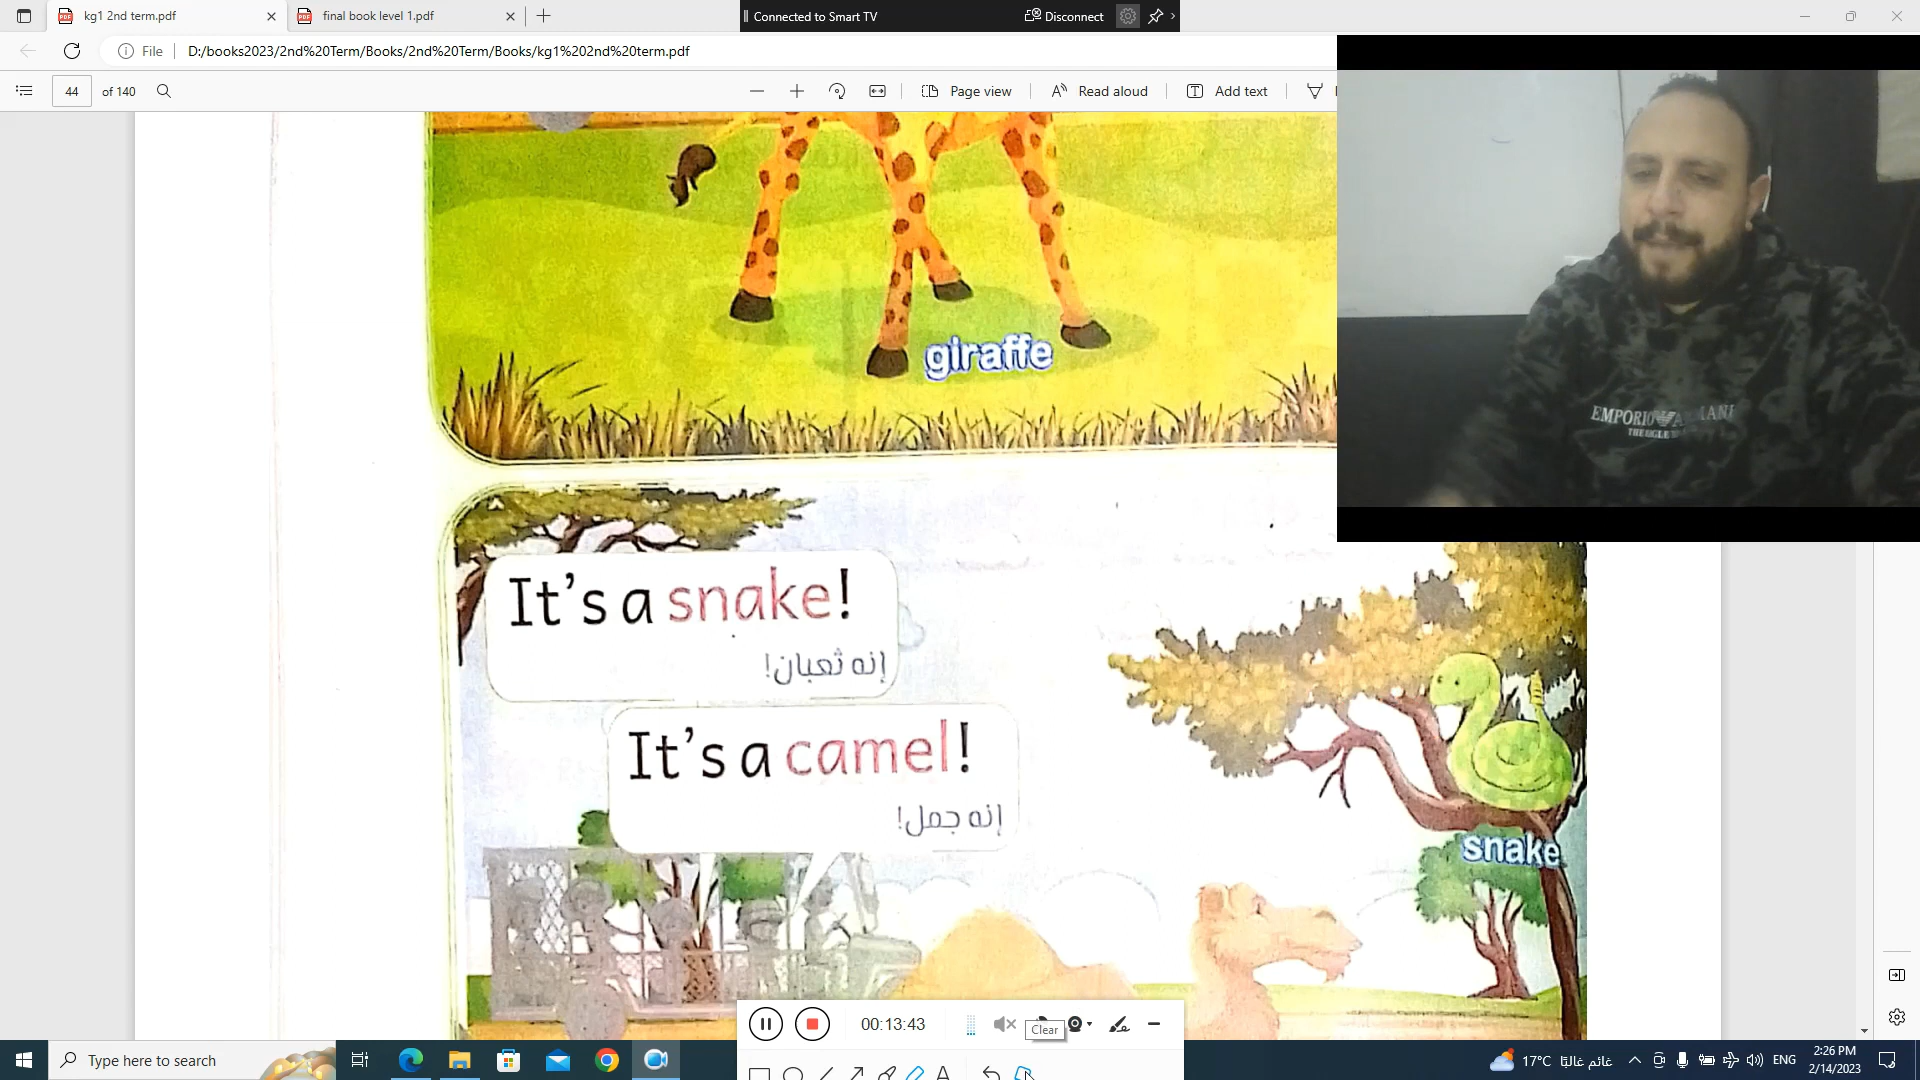 kg1 2nd term.pdf
final book level 1.pdf
Connected to Smart TV
Disconnect
File
D:/books2023/2nd%20Term/Books/2nd%20Term/Books/kg1%202nd%20term.pdf
44
of 140
Page view
Read aloud
Add text
EMPORIO ARMANI
giraffe
It's a snake!
إنه ثعبان!
It's a camel!
إنه جمل!
snake
00:13:43
Clear
Type here to search
17°C غائم غالبًا
ENG
2:26 PM
2/14/2023